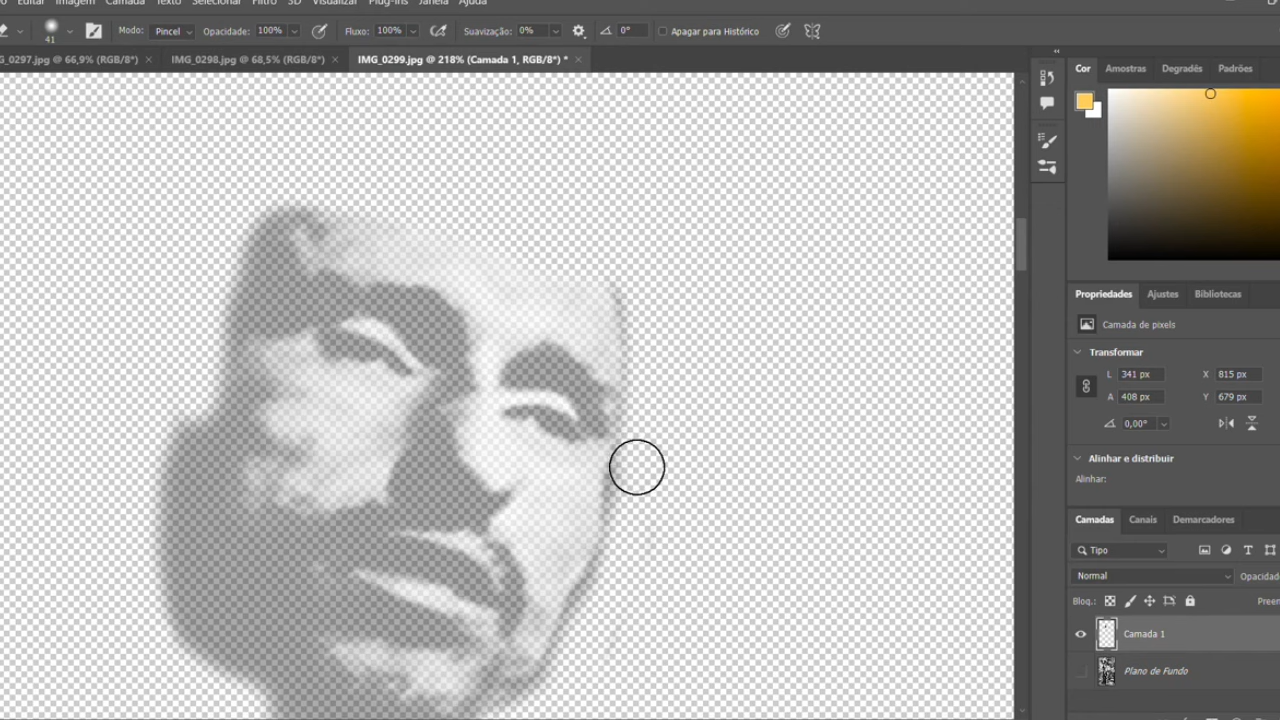 Editar Imagem Camada Texto Selecionar Filtro 3D Visualizar Plug-ins Janela Ajuda
41 Modo: Pincel Opacidade: 100% Fluxo: 100% Suavização: 0% 0° Apagar para Histórico
G_0297.jpg @ 66,9% (RGB/8*) × IMG_0298.jpg @ 68,5% (RGB/8*) × IMG_0299.jpg @ 218% (Camada 1, RGB/8*) * ×
Cor Amostras Degradês Padrões
Propriedades Ajustes Bibliotecas
Camada de pixels
Transformar
L 341 px X 815 px
A 408 px Y 679 px
0,00°
Alinhar e distribuir
Alinhar:
Camadas Canais Demarcadores
Tipo
Normal Opacidad
Bloq.: Preen
Camada 1
Plano de Fundo